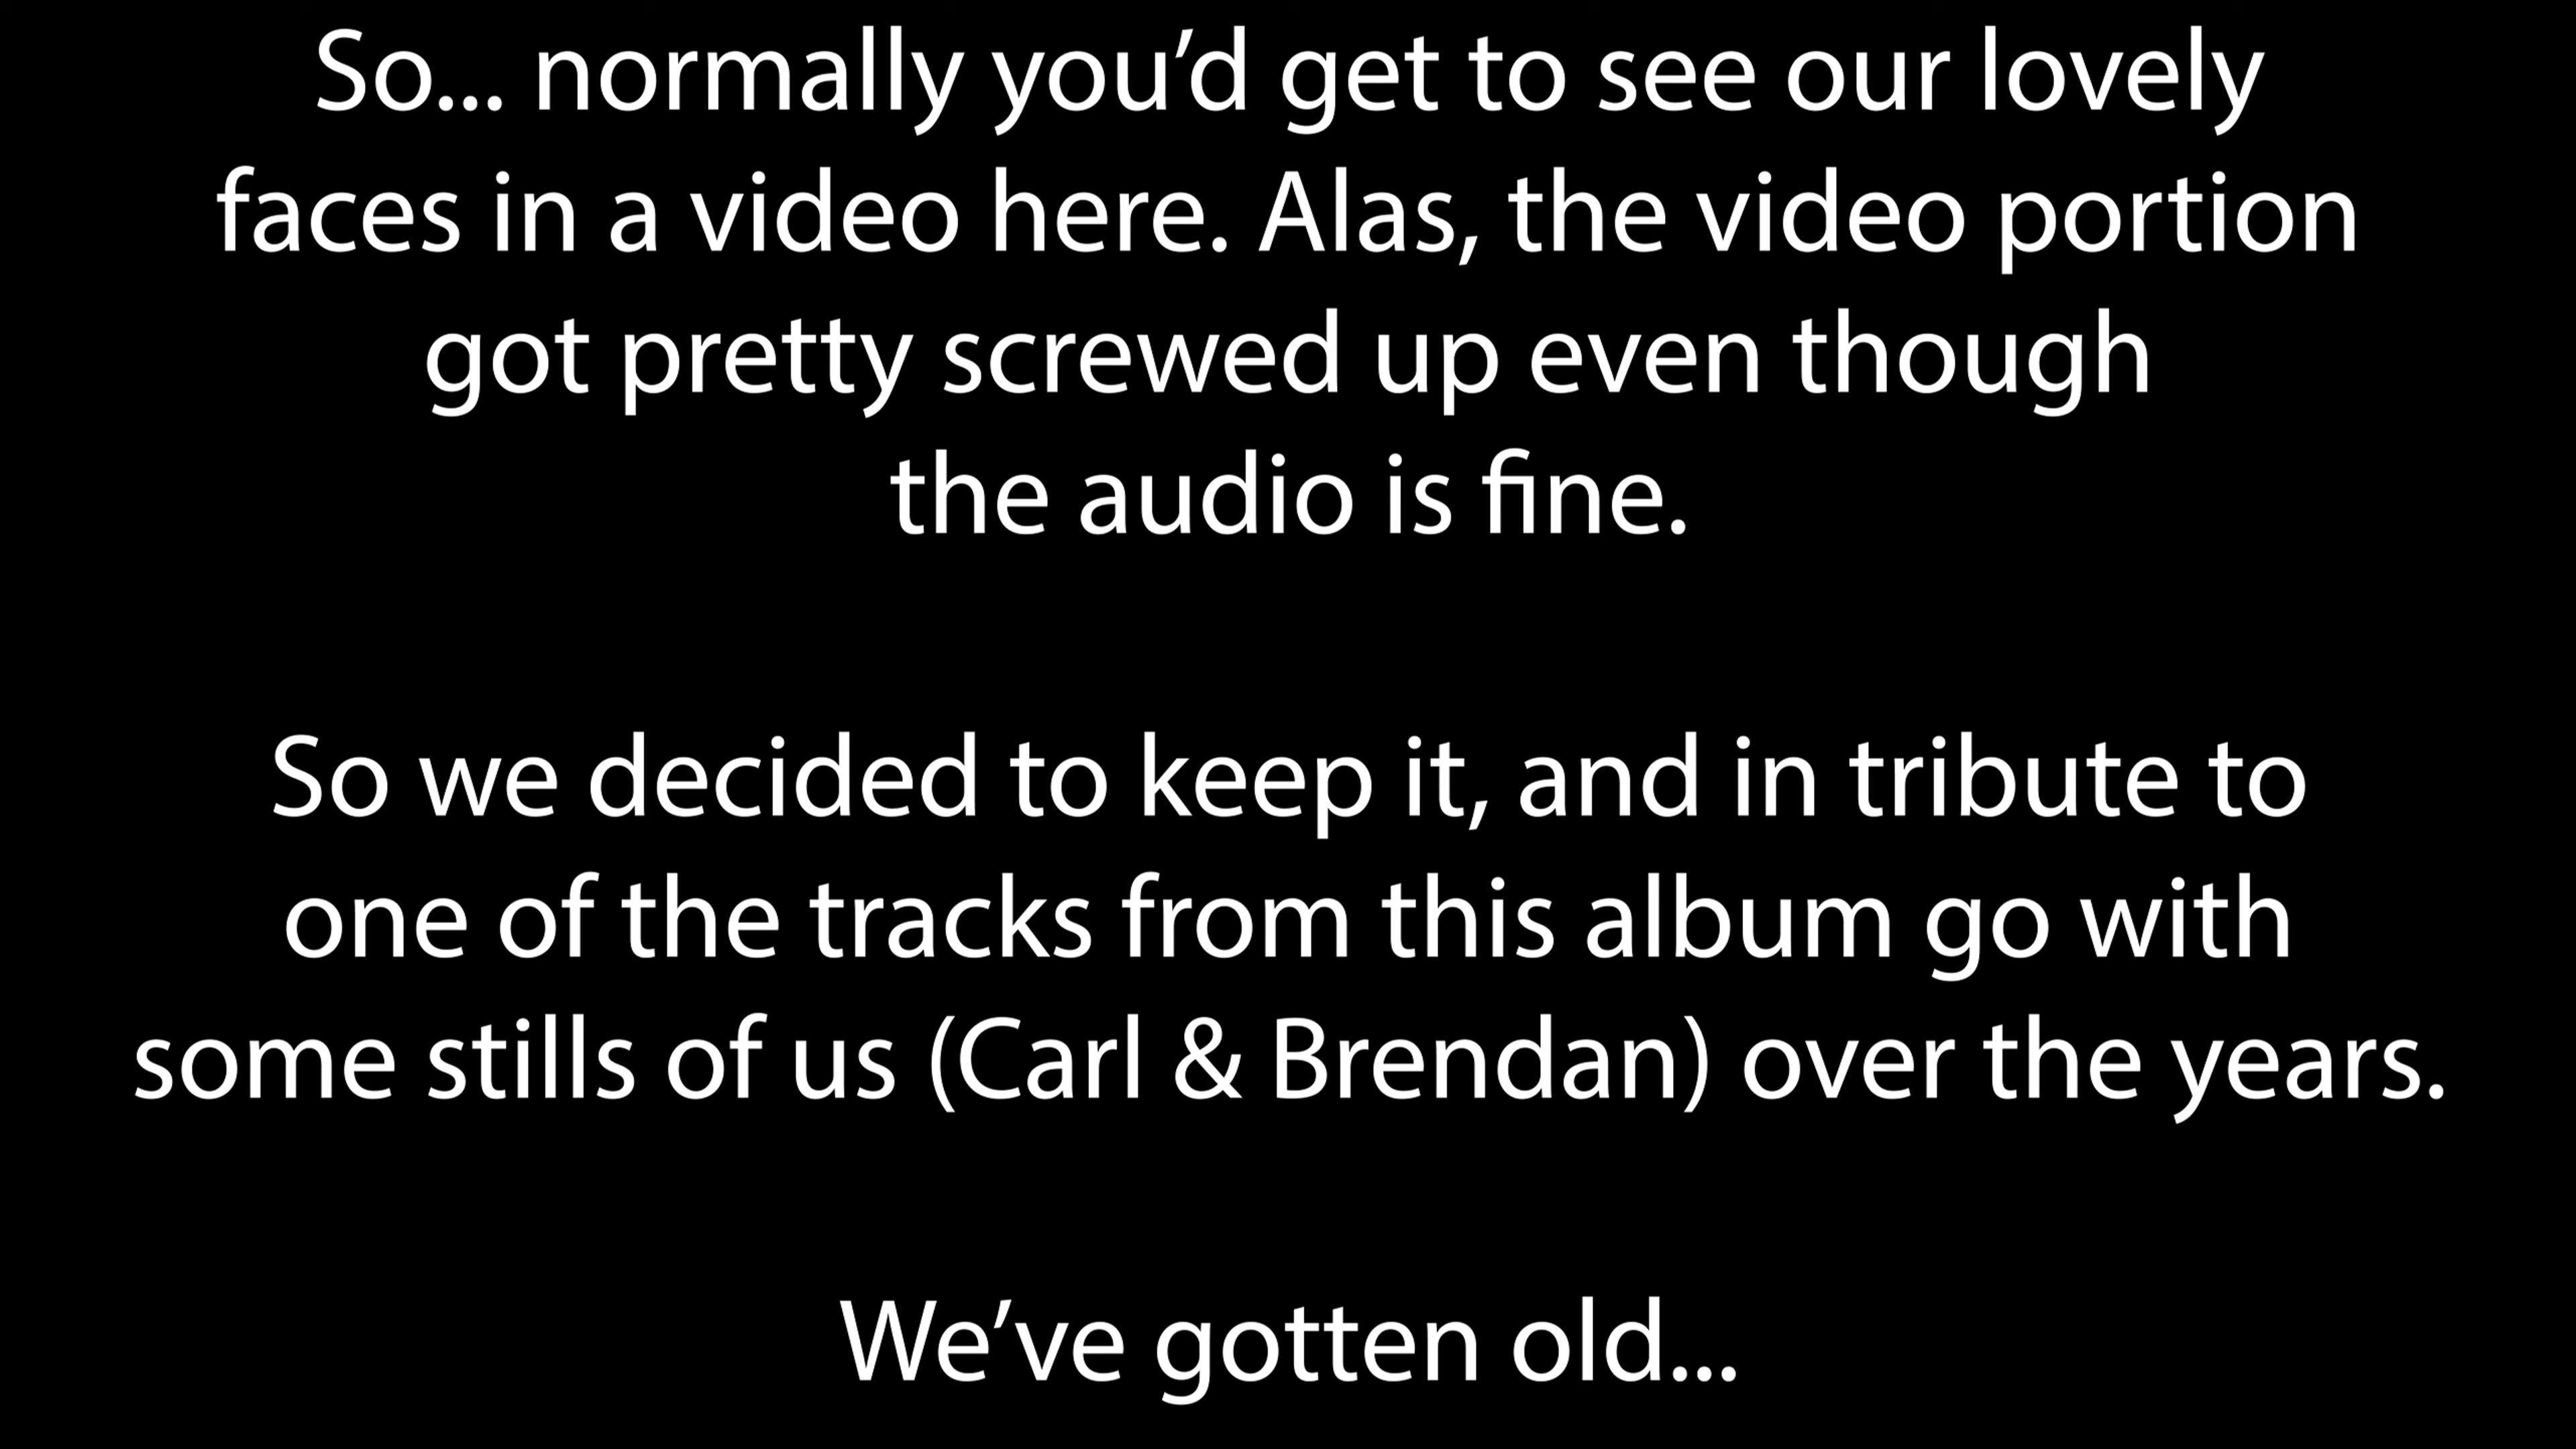 So... normally you’d get to see our lovely
faces in a video here. Alas, the video portion
got pretty screwed up even though
the audio is fine.
So we decided to keep it, and in tribute to
one of the tracks from this album go with
some stills of us (Carl & Brendan) over the years.
We’ve gotten old...